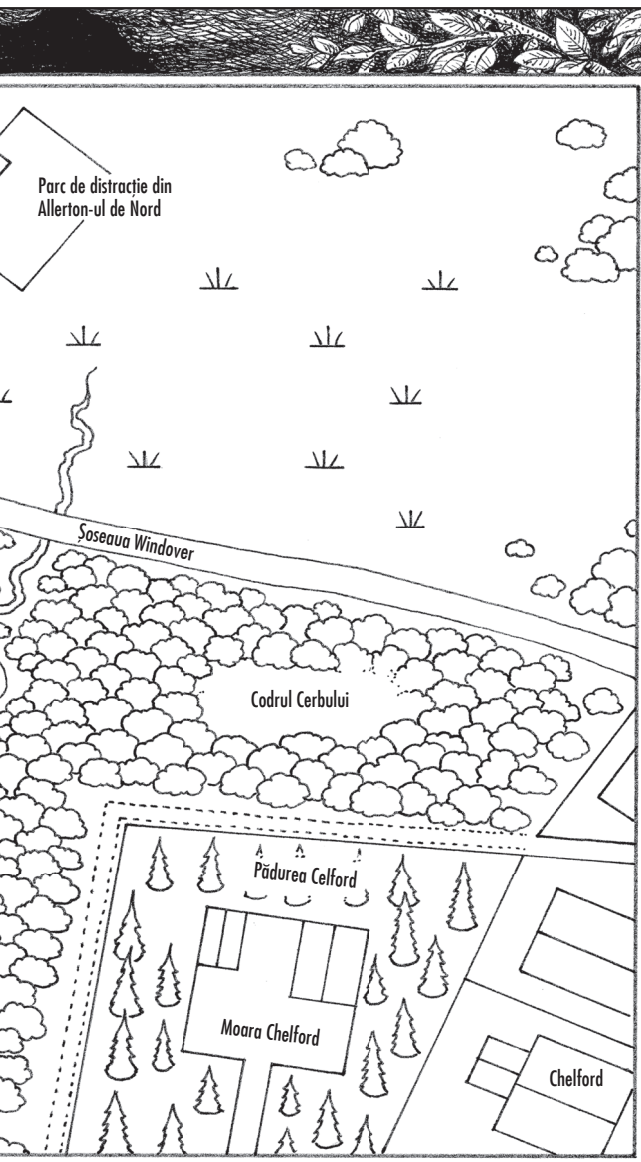 Parc de distracție din
Allerton-ul de Nord
Șoseaua Windover
Codrul Cerbului
Pădurea Celford
Moara Chelford
Chelford